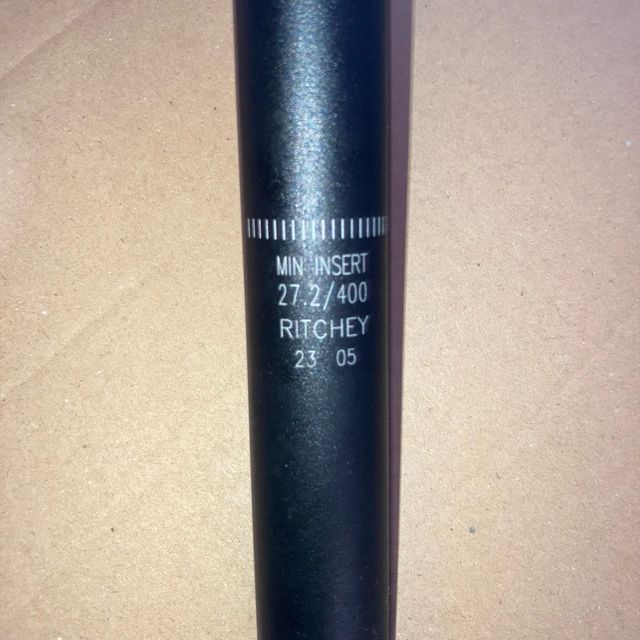 MIN INSERT
27.2/400
RITCHEY
23 05